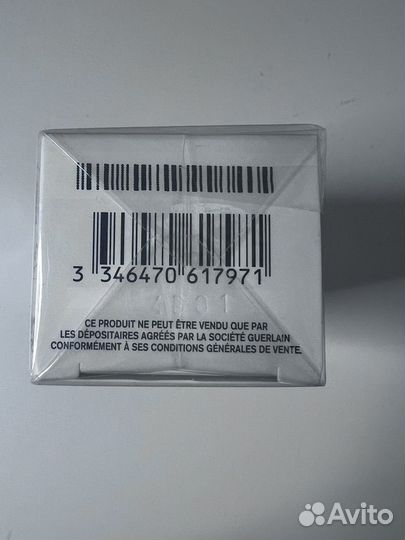 3 346470 617971
4B01
CE PRODUIT NE PEUT ÊTRE VENDU QUE PAR
LES DÉPOSITAIRES AGRÉÉS PAR LA SOCIÉTÉ GUERLAIN
CONFORMÉMENT À SES CONDITIONS GÉNÉRALES DE VENTE.
Avito